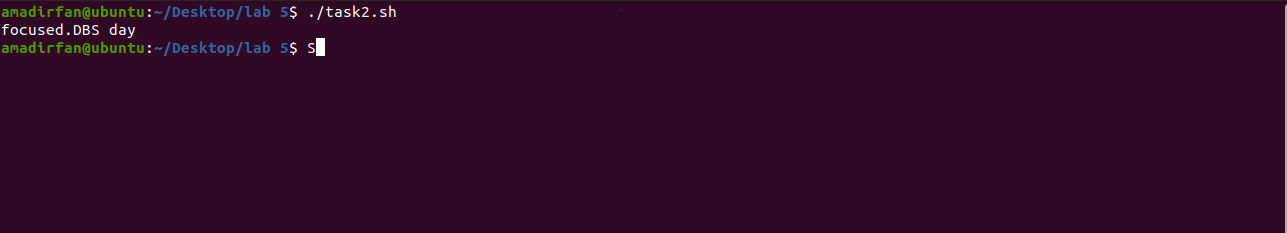 amadirfan@ubuntu:~/Desktop/lab 5$ ./task2.sh
focused.DBS day
amadirfan@ubuntu:~/Desktop/lab 5$ S